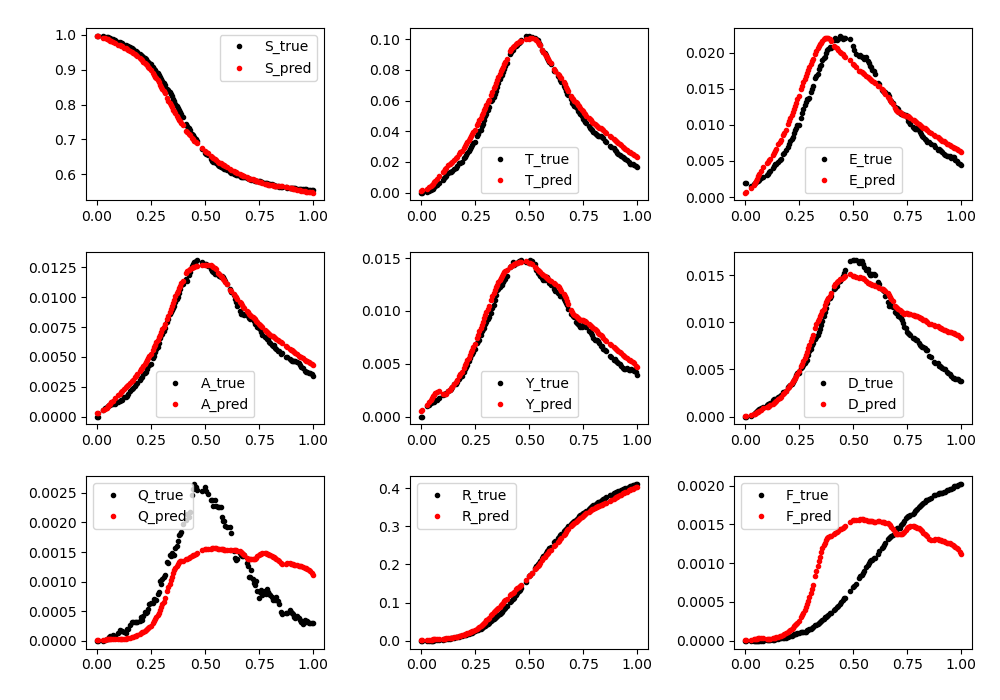 1.0
0.9
0.8
0.7
0.6
0.00 0.25 0.50 0.75 1.00
S_true
S_pred
0.10
0.08
0.06
0.04
0.02
0.00
0.00 0.25 0.50 0.75 1.00
T_true
T_pred
0.020
0.015
0.010
0.005
0.000
0.00 0.25 0.50 0.75 1.00
E_true
E_pred
0.0125
0.0100
0.0075
0.0050
0.0025
0.0000
0.00 0.25 0.50 0.75 1.00
A_true
A_pred
0.015
0.010
0.005
0.000
0.00 0.25 0.50 0.75 1.00
Y_true
Y_pred
0.015
0.010
0.005
0.000
0.00 0.25 0.50 0.75 1.00
D_true
D_pred
0.0025
0.0020
0.0015
0.0010
0.0005
0.0000
0.00 0.25 0.50 0.75 1.00
Q_true
Q_pred
0.4
0.3
0.2
0.1
0.0
0.00 0.25 0.50 0.75 1.00
R_true
R_pred
0.0020
0.0015
0.0010
0.0005
0.0000
0.00 0.25 0.50 0.75 1.00
F_true
F_pred